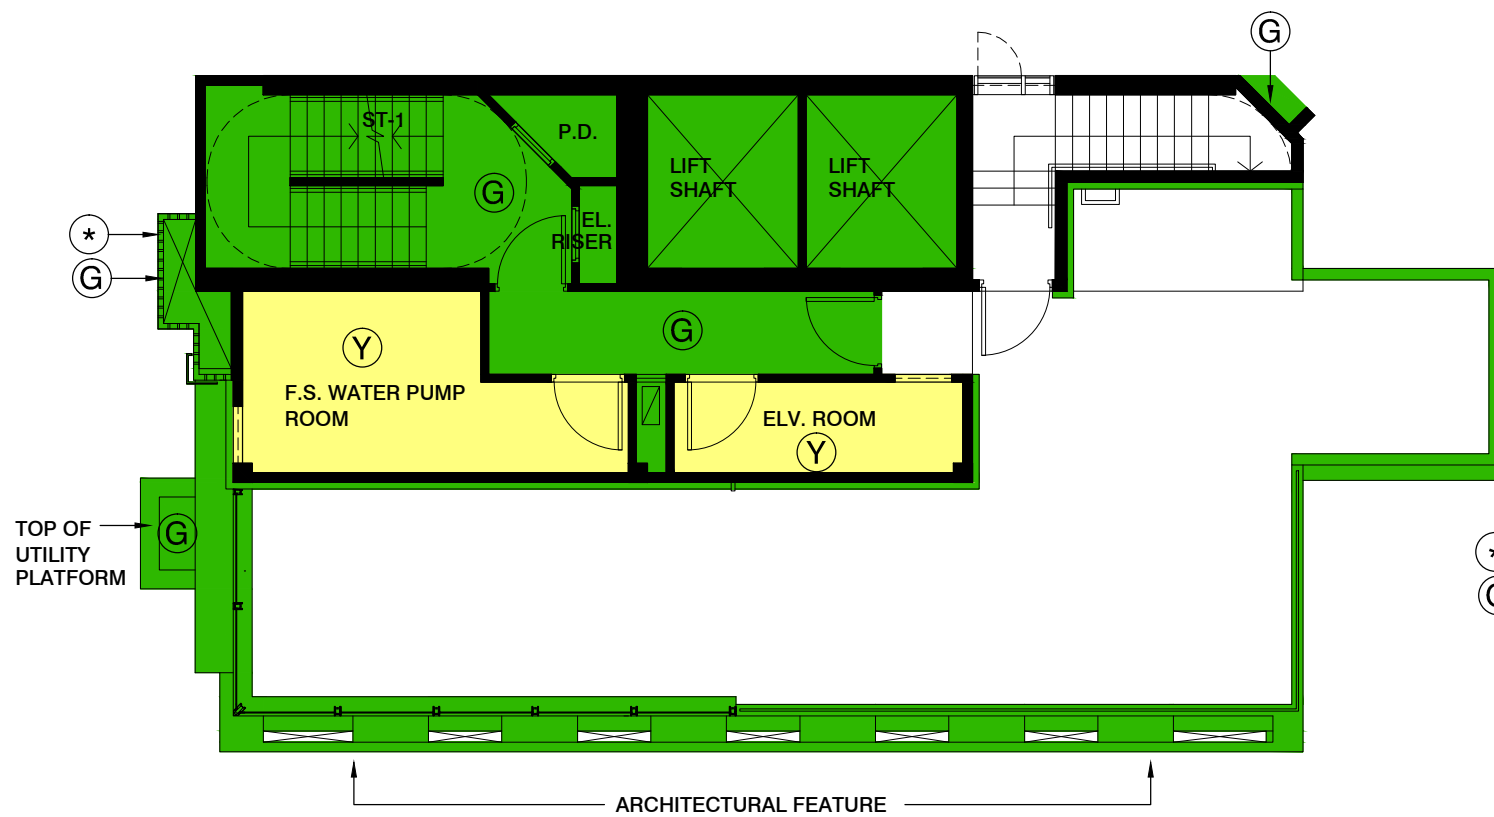 G
ST-1
P.D.
LIFT
SHAFT
LIFT
SHAFT
G
EL.
RISER
*
G
G
Y
F.S. WATER PUMP
ROOM
ELV. ROOM
Y
TOP OF
UTILITY
PLATFORM
G
*
ARCHITECTURAL FEATURE